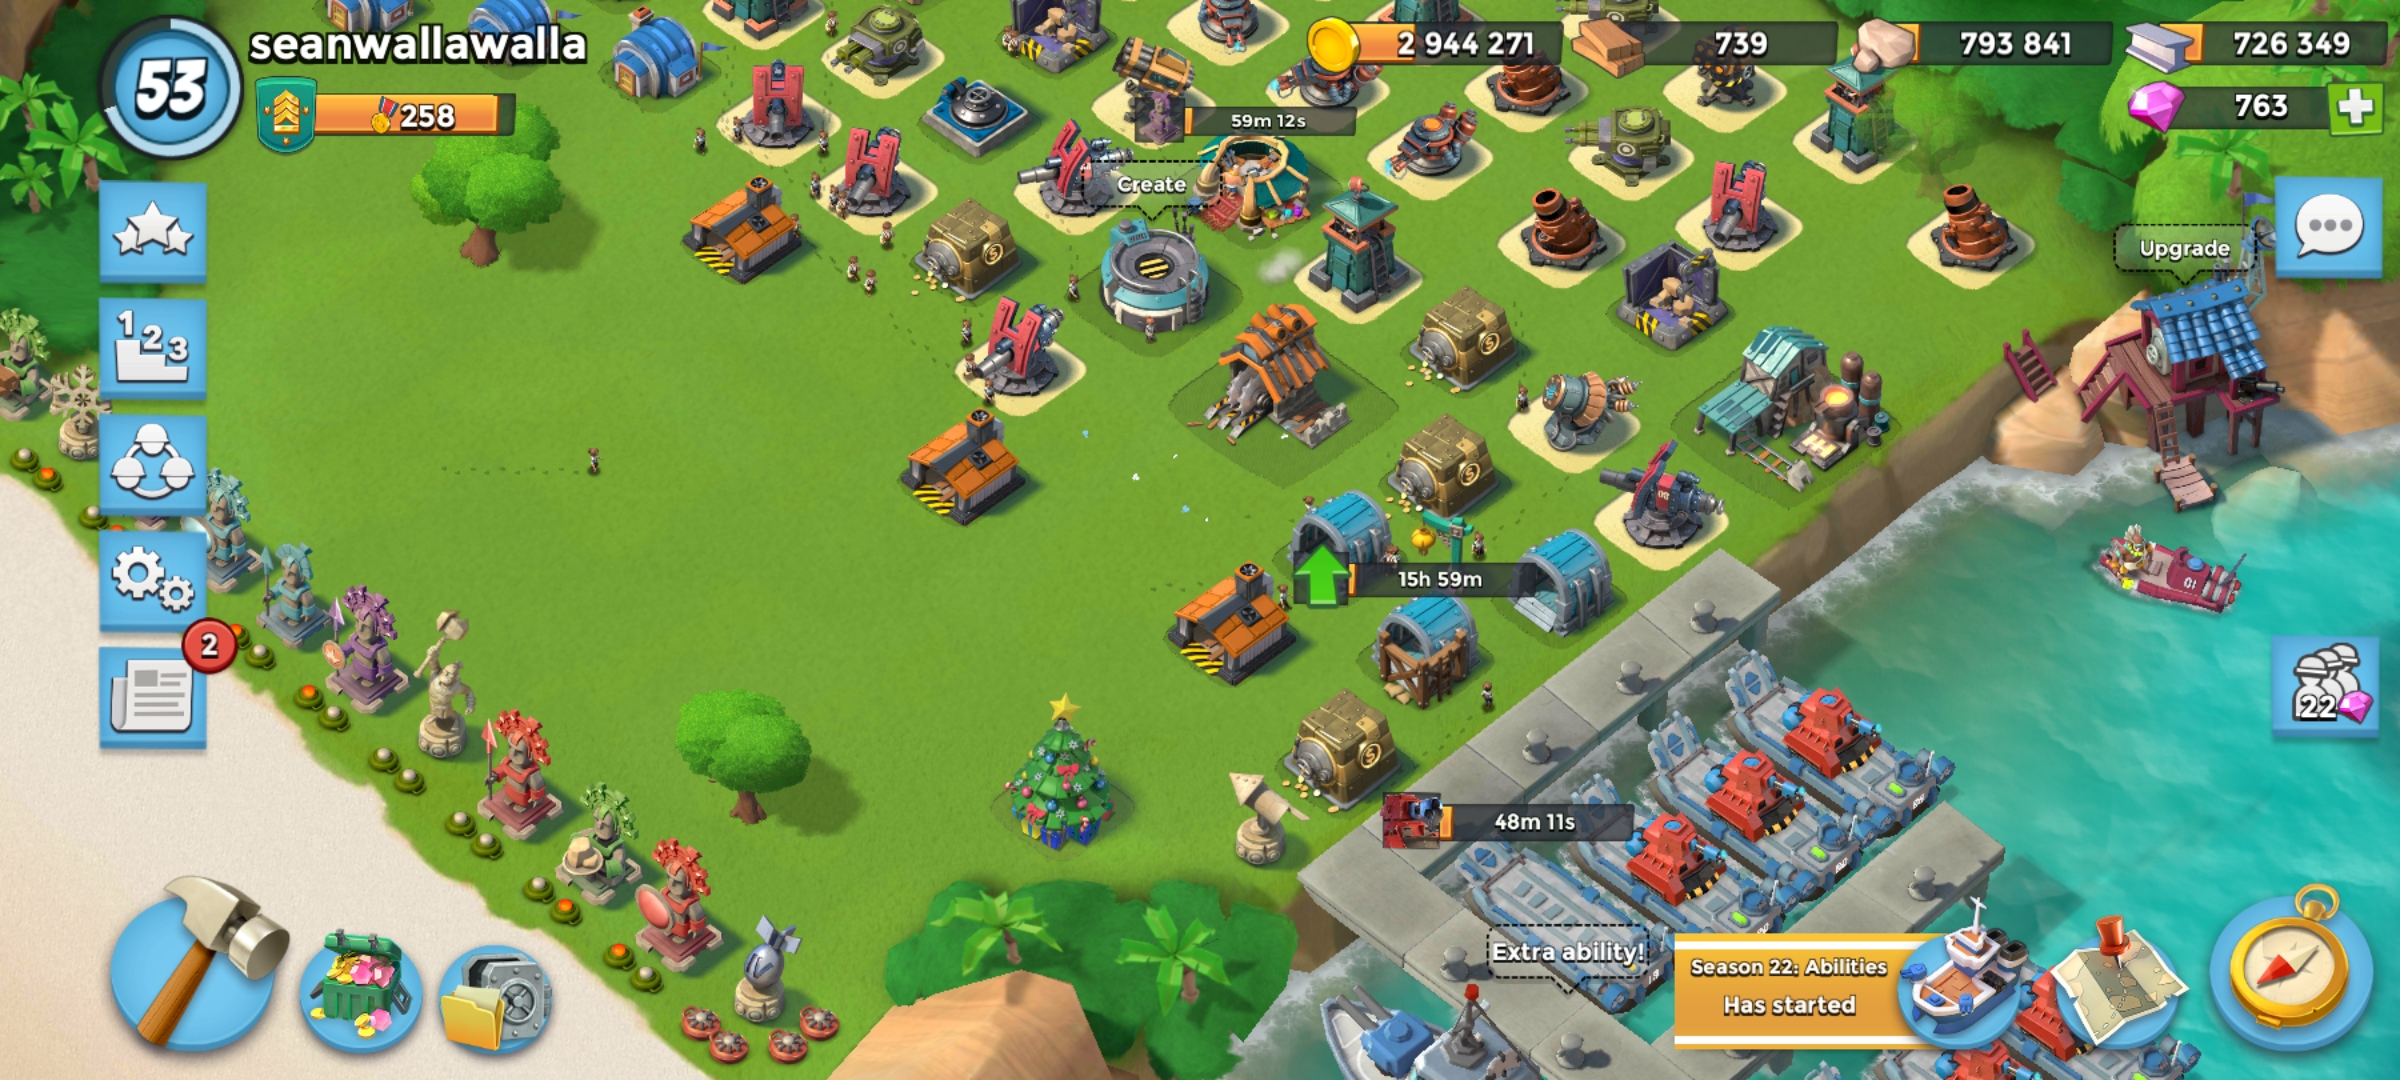 53
seanwallawalla
258
2 944 271
739
793 841
726 349
763
59m 12s
Create
Upgrade
123
15h 59m
2
22
48m 11s
Extra ability!
Season 22: Abilities
Has started